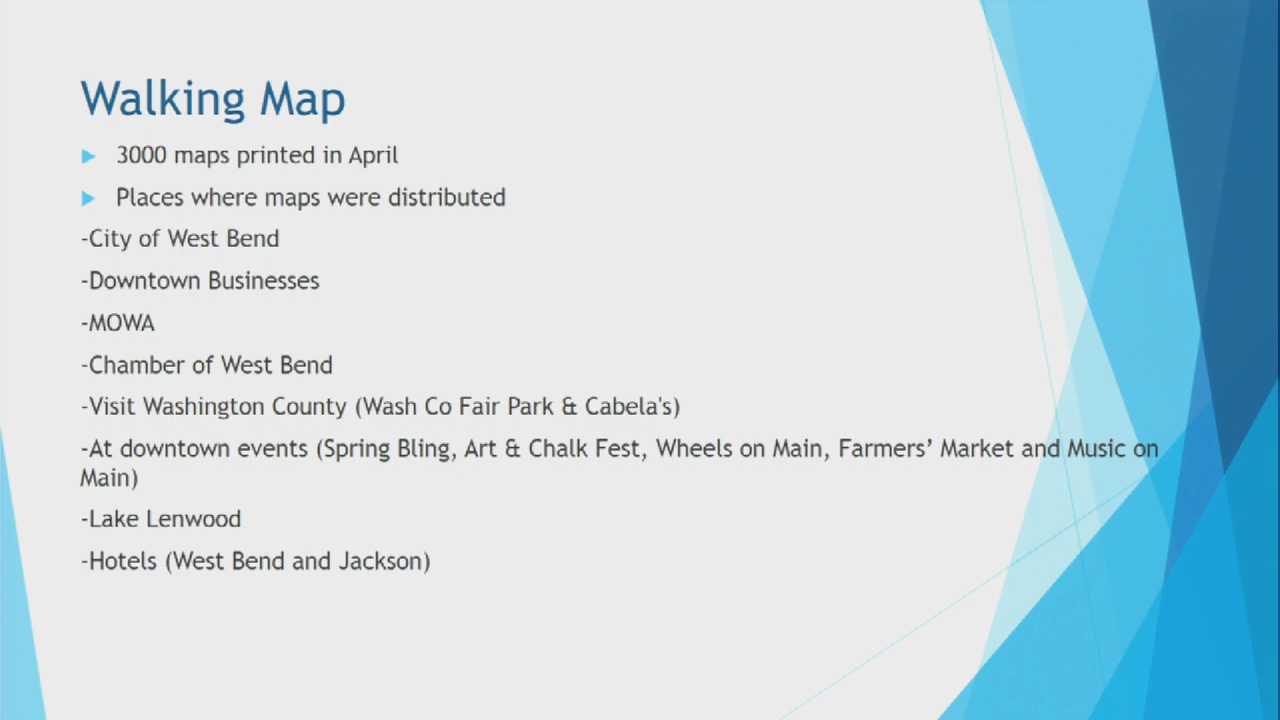 Walking Map
3000 maps printed in April
Places where maps were distributed
-City of West Bend
-Downtown Businesses
-MOWA
-Chamber of West Bend
-Visit Washington County (Wash Co Fair Park & Cabela's)
-At downtown events (Spring Bling, Art & Chalk Fest, Wheels on Main, Farmers’ Market and Music on
Main)
-Lake Lenwood
-Hotels (West Bend and Jackson)